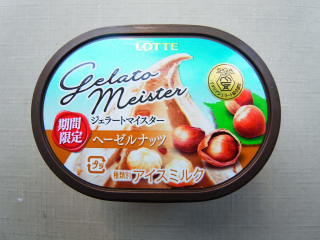 LOTTE
Gelato
Meister
ジェラートマイスター
期間
限定
ヘーゼルナッツ
種類別 アイスミルク